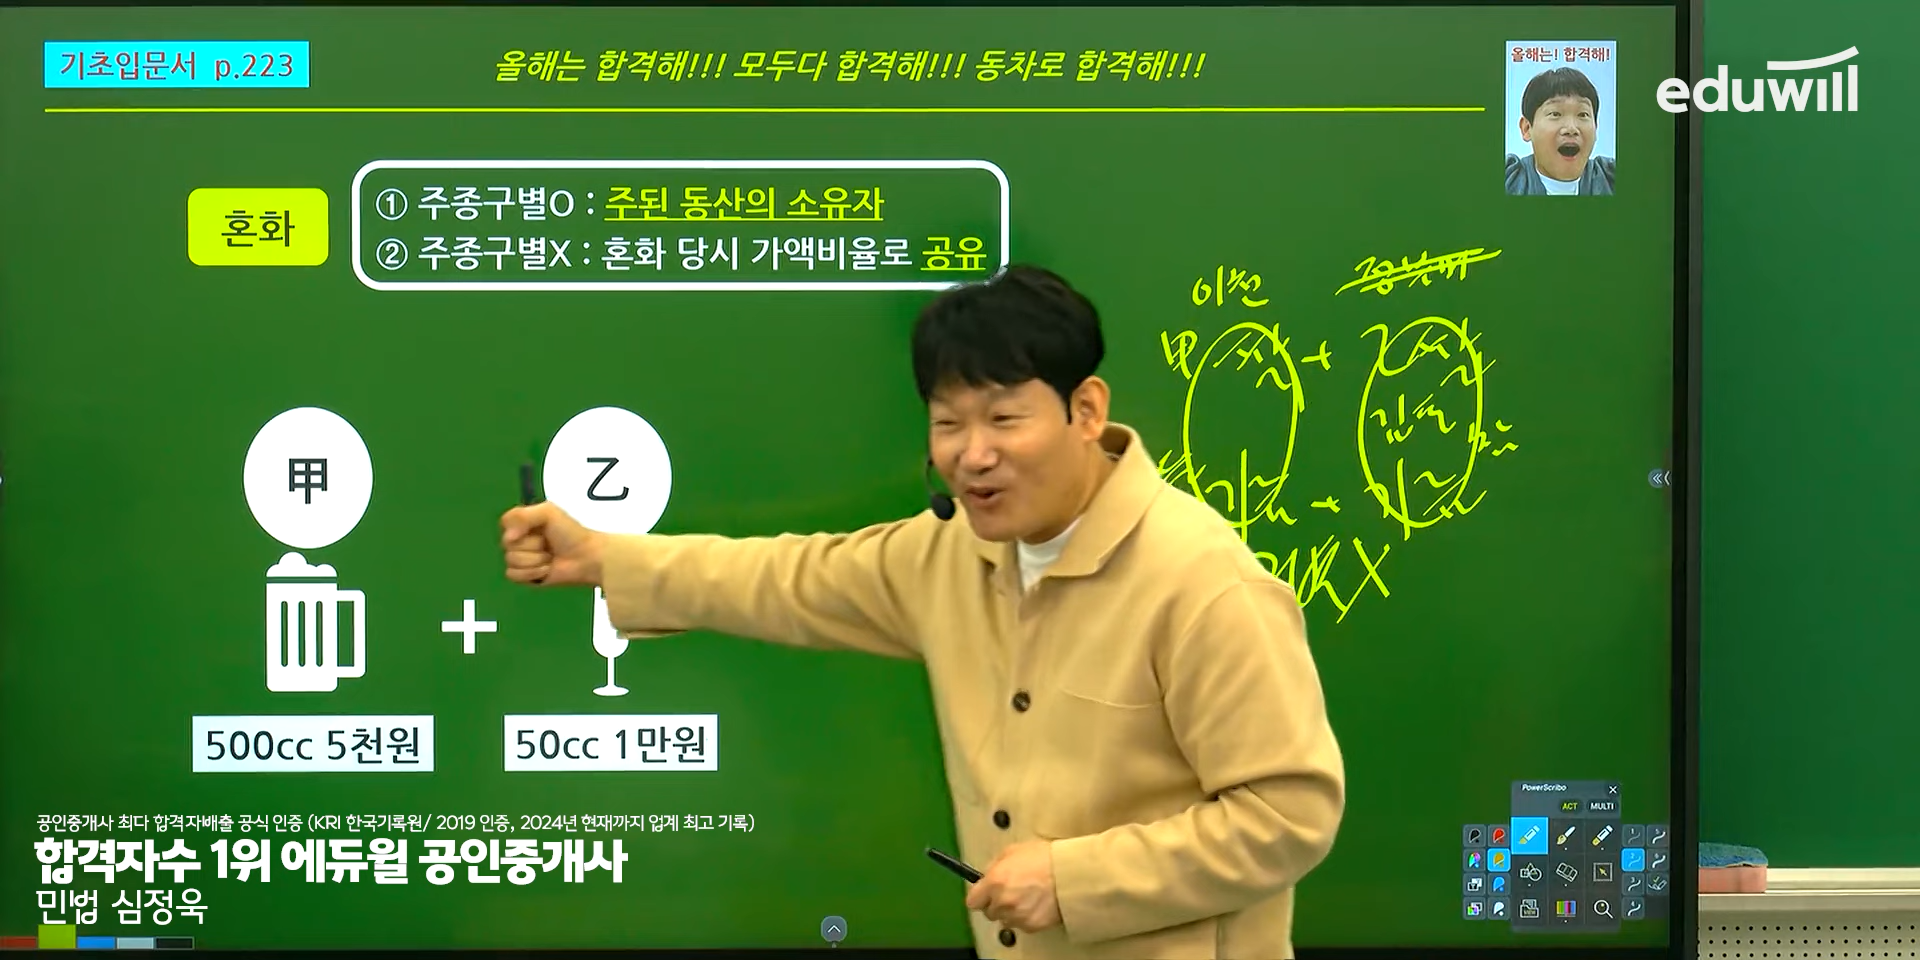 기초입문서 p.223
올해는 합격해!!! 모두다 합격해!!! 동차로 합격해!!!
올해는! 합격해!
eduwill
혼화
① 주종구별O : 주된 동산의 소유자
② 주종구별X : 혼화 당시 가액비율로 공유
이천
甲
+
+
甲
乙
+
500cc 5천원
50cc 1만원
공인중개사 최다 합격자배출 공식 인증 (KRI 한국기록원/ 2019 인증, 2024년 현재까지 업계 최고 기록)
합격자수 1위 에듀윌 공인중개사
민법 심정욱
PowerScribo
ACT MULTI